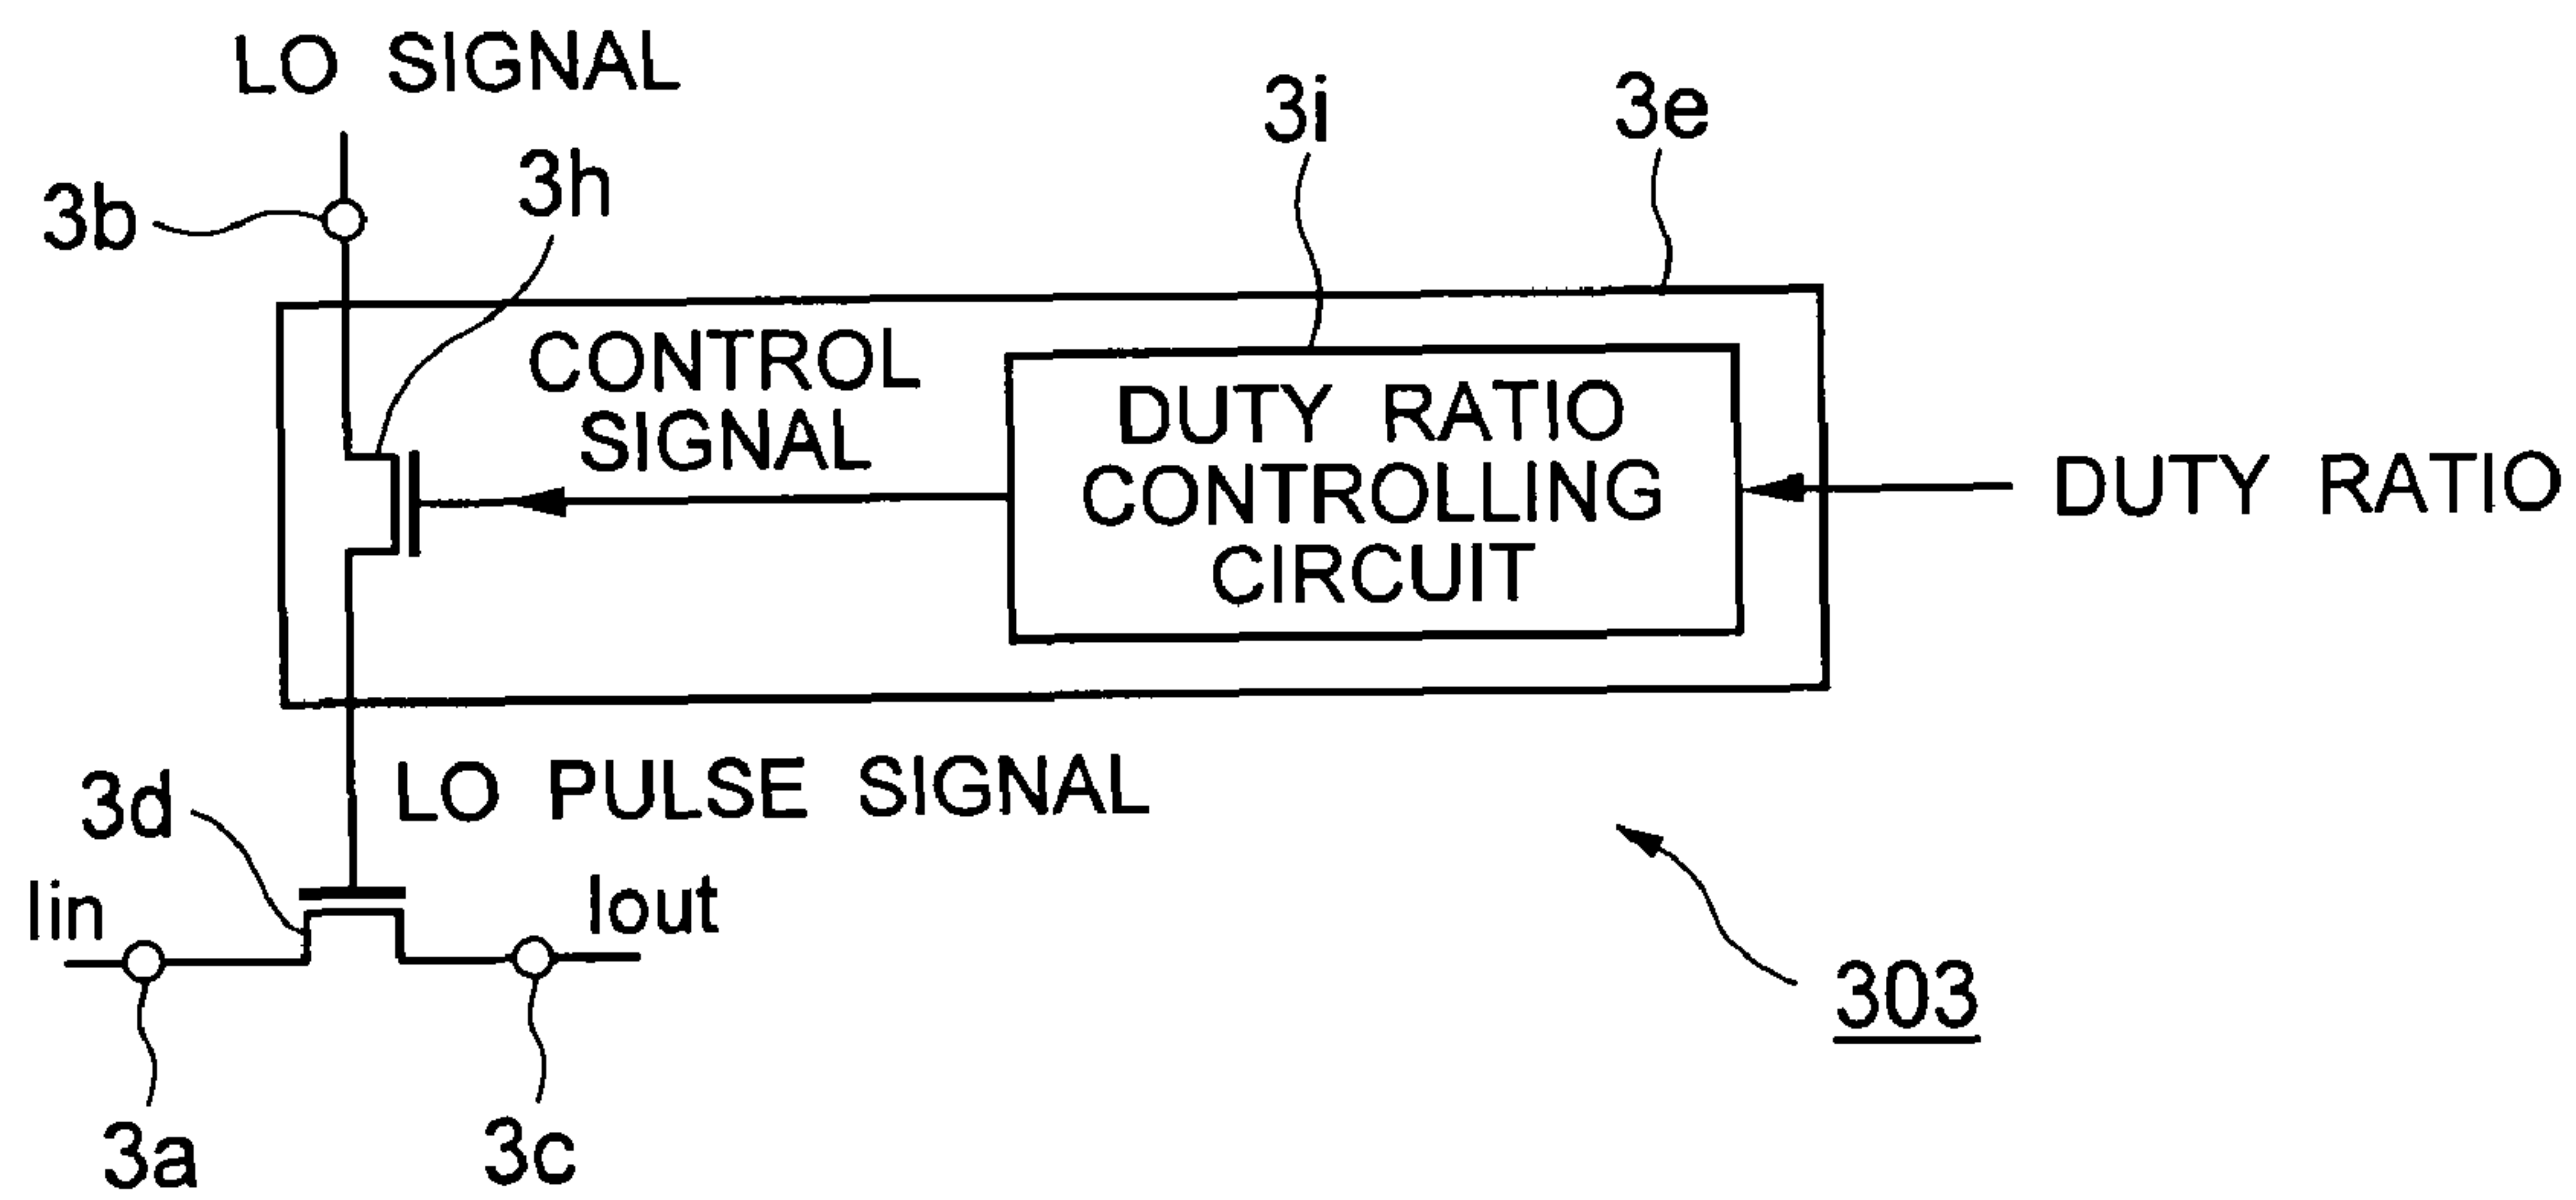 LO SIGNAL
3i
3e
3b
3h
CONTROL
SIGNAL
DUTY RATIO
CONTROLLING
CIRCUIT
DUTY RATIO
3d
LO PULSE SIGNAL
Iin
Iout
303
3a
3c